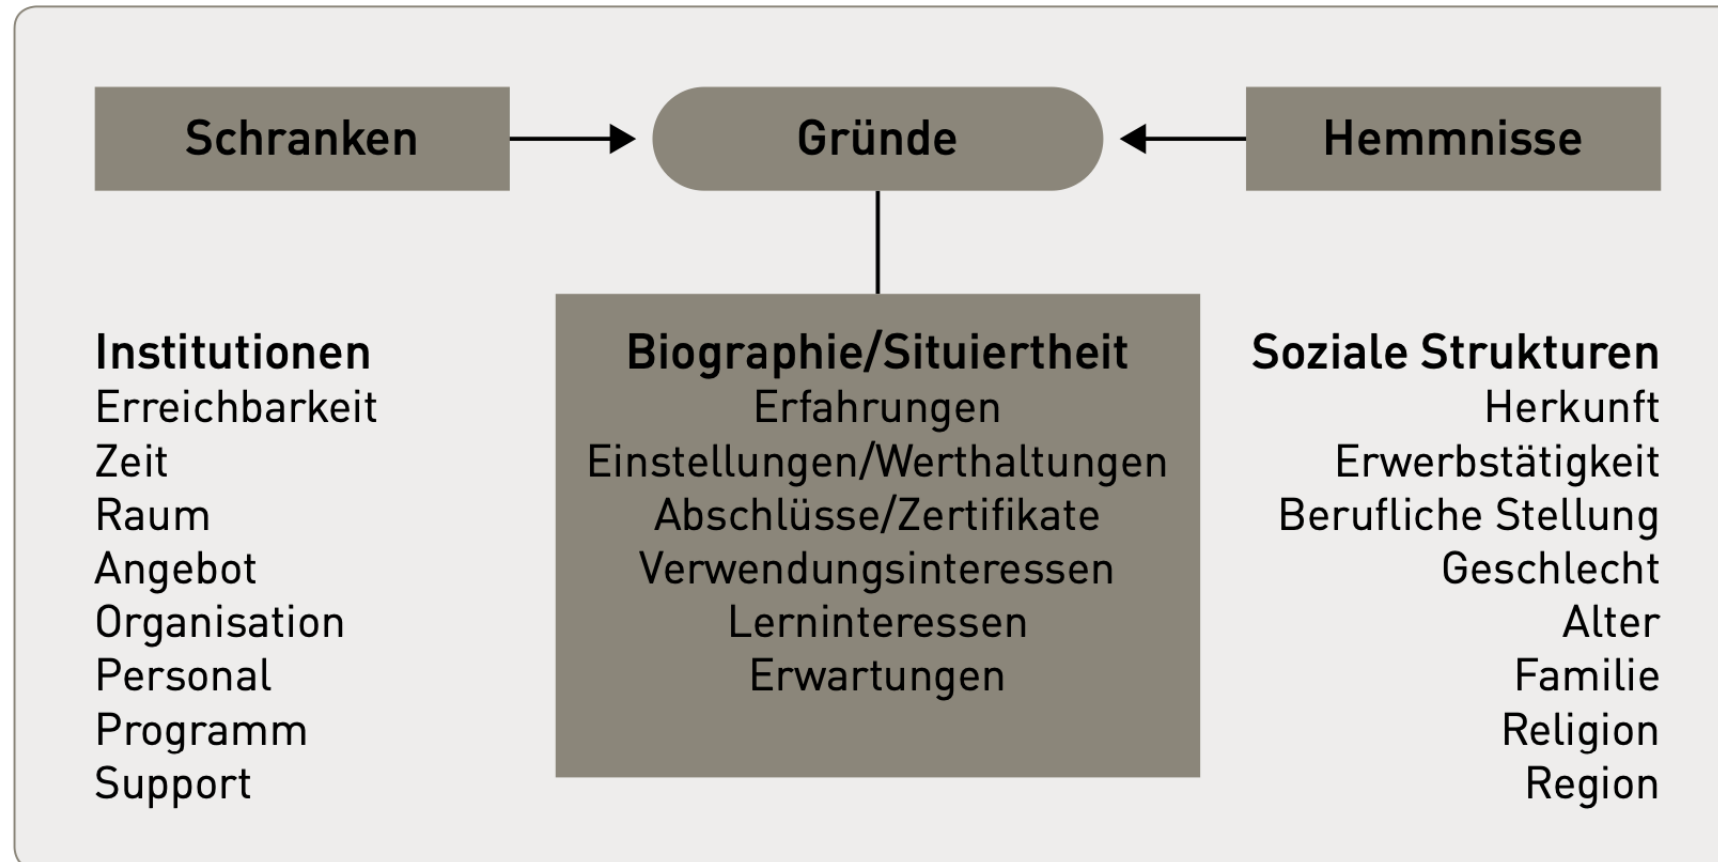 Schranken
Gründe
Hemmnisse
Institutionen
Erreichbarkeit
Zeit
Raum
Angebot
Organisation
Personal
Programm
Support
Biographie/Situiertheit
Erfahrungen
Einstellungen/Werthaltungen
Abschlüsse/Zertifikate
Verwendungsinteressen
Lerninteressen
Erwartungen
Soziale Strukturen
Herkunft
Erwerbstätigkeit
Berufliche Stellung
Geschlecht
Alter
Familie
Religion
Region